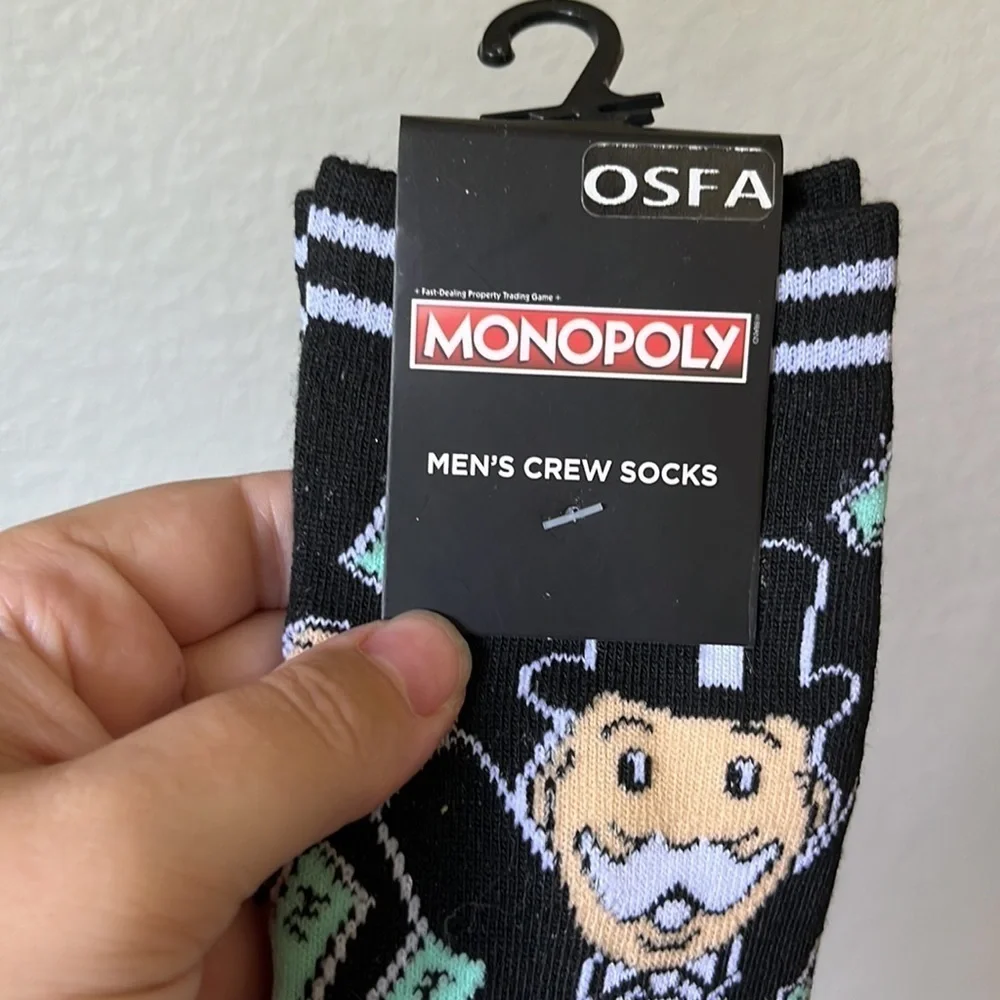 OSFA
Fast-Dealing Property Trading Game
MONOPOLY
MEN'S CREW SOCKS